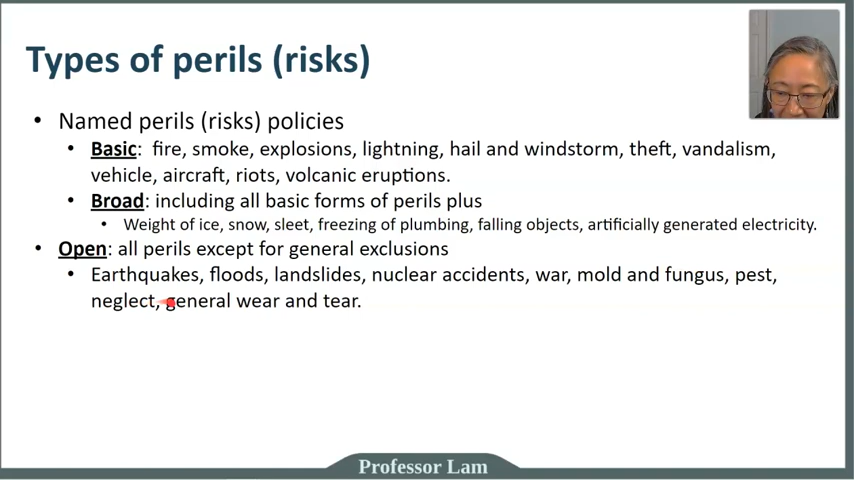 Types of perils (risks)
• Named perils (risks) policies
• Basic: fire, smoke, explosions, lightning, hail and windstorm, theft, vandalism,
vehicle, aircraft, riots, volcanic eruptions.
• Broad: including all basic forms of perils plus
• Weight of ice, snow, sleet, freezing of plumbing, falling objects, artificially generated electricity.
• Open: all perils except for general exclusions
• Earthquakes, floods, landslides, nuclear accidents, war, mold and fungus, pest,
neglect, general wear and tear.
Professor Lam